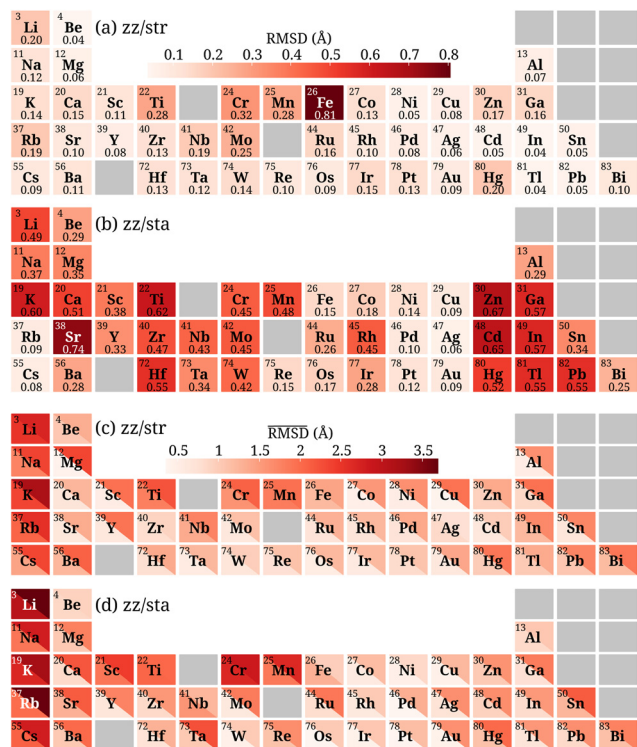 3 4
Li Be (a) zz/str
0.20 0.04
RMSD (Å)
0.1 0.2 0.3 0.4 0.5 0.6 0.7 0.8
11 12 13
Na Mg Al
0.12 0.06 0.07
19 20 21 22 24 25 26 27 28 29 30 31
K Ca Sc Ti Cr Mn Fe Co Ni Cu Zn Ga
0.14 0.15 0.11 0.28 0.32 0.28 0.81 0.13 0.05 0.08 0.17 0.16
37 38 39 40 41 42 44 45 46 47 48 49 50
Rb Sr Y Zr Nb Mo Ru Rh Pd Ag Cd In Sn
0.19 0.10 0.08 0.13 0.19 0.25 0.16 0.10 0.08 0.06 0.05 0.04 0.05
55 56 72 73 74 75 76 77 78 79 80 81 82 83
Cs Ba Hf Ta W Re Os Ir Pt Au Hg Tl Pb Bi
0.09 0.11 0.13 0.12 0.14 0.10 0.09 0.15 0.13 0.09 0.20 0.04 0.05 0.10
3 4
Li Be (b) zz/sta
0.49 0.29
11 12 13
Na Mg Al
0.37 0.35 0.29
19 20 21 22 24 25 26 27 28 29 30 31
K Ca Sc Ti Cr Mn Fe Co Ni Cu Zn Ga
0.60 0.51 0.38 0.62 0.45 0.48 0.15 0.18 0.14 0.09 0.67 0.57
37 38 39 40 41 42 44 45 46 47 48 49 50
Rb Sr Y Zr Nb Mo Ru Rh Pd Ag Cd In Sn
0.09 0.74 0.33 0.47 0.43 0.45 0.26 0.45 0.10 0.06 0.65 0.57 0.34
55 56 72 73 74 75 76 77 78 79 80 81 82 83
Cs Ba Hf Ta W Re Os Ir Pt Au Hg Tl Pb Bi
0.08 0.28 0.55 0.34 0.42 0.15 0.17 0.28 0.12 0.09 0.52 0.55 0.55 0.25
3 4
Li Be (c) zz/str
RMSD (Å)
0.5 1 1.5 2 2.5 3 3.5
11 12 13
Na Mg Al
19 20 21 22 24 25 26 27 28 29 30 31
K Ca Sc Ti Cr Mn Fe Co Ni Cu Zn Ga
37 38 39 40 41 42 44 45 46 47 48 49 50
Rb Sr Y Zr Nb Mo Ru Rh Pd Ag Cd In Sn
55 56 72 73 74 75 76 77 78 79 80 81 82 83
Cs Ba Hf Ta W Re Os Ir Pt Au Hg Tl Pb Bi
3 4
Li Be (d) zz/sta
11 12 13
Na Mg Al
19 20 21 22 24 25 26 27 28 29 30 31
K Ca Sc Ti Cr Mn Fe Co Ni Cu Zn Ga
37 38 39 40 41 42 44 45 46 47 48 49 50
Rb Sr Y Zr Nb Mo Ru Rh Pd Ag Cd In Sn
55 56 72 73 74 75 76 77 78 79 80 81 82 83
Cs Ba Hf Ta W Re Os Ir Pt Au Hg Tl Pb Bi